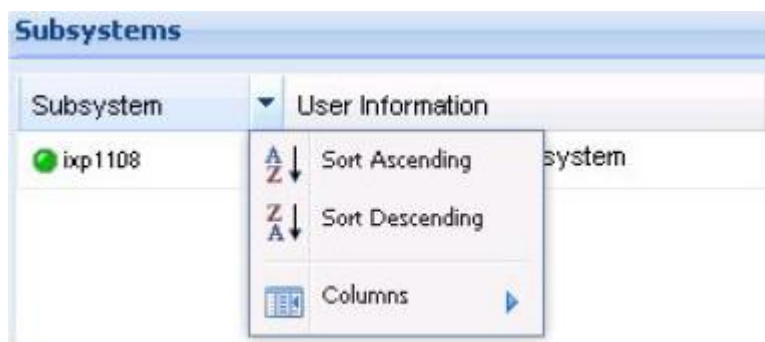 Subsystems
Subsystem User Information
ixp1108 system
Sort Ascending
Sort Descending
Columns